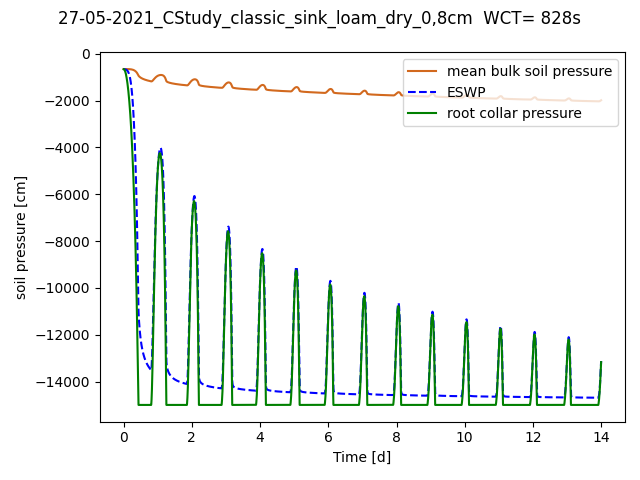 27-05-2021_CStudy_classic_sink_loam_dry_0,8cm  WCT= 828s
mean bulk soil pressure
ESWP
root collar pressure
soil pressure [cm]
0
−2000
−4000
−6000
−8000
−10000
−12000
−14000
0 2 4 6 8 10 12 14
Time [d]